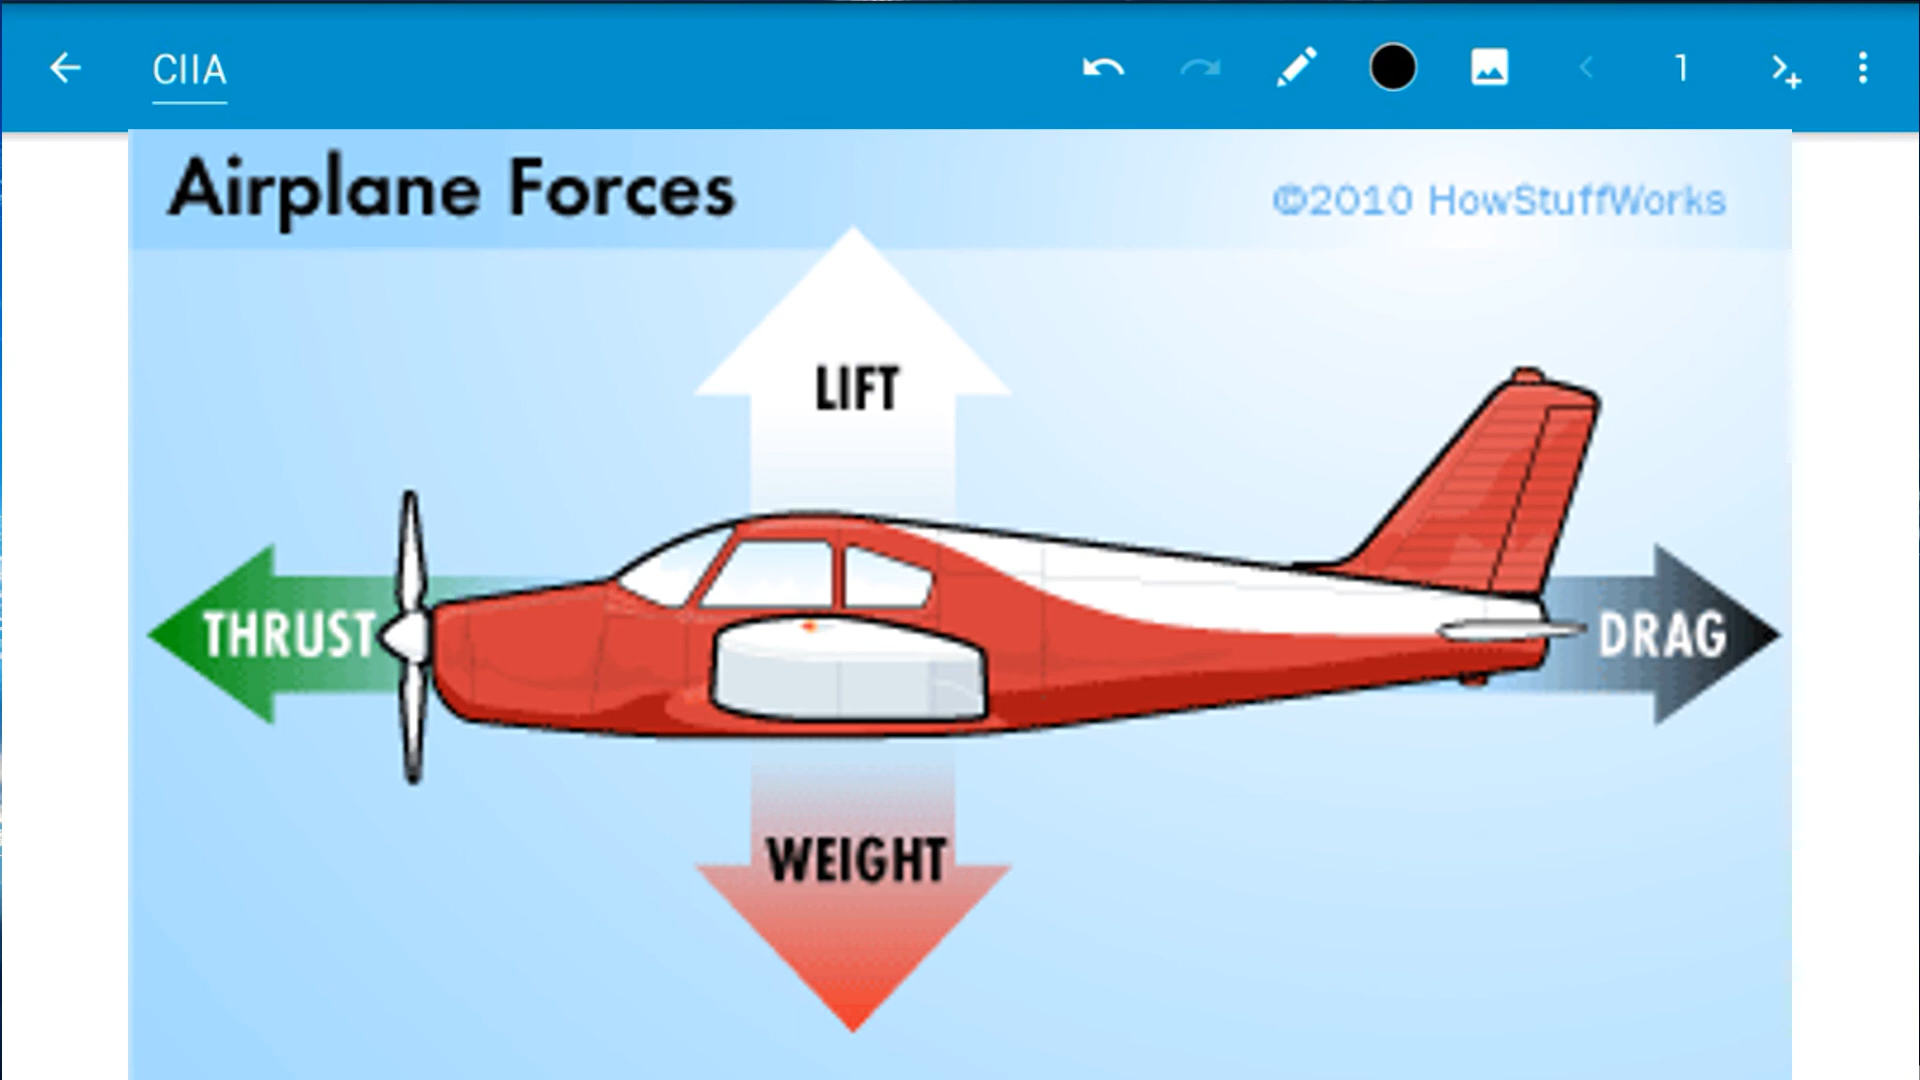 CIIA
1
Airplane Forces
©2010 HowStuffWorks
LIFT
THRUST
DRAG
WEIGHT